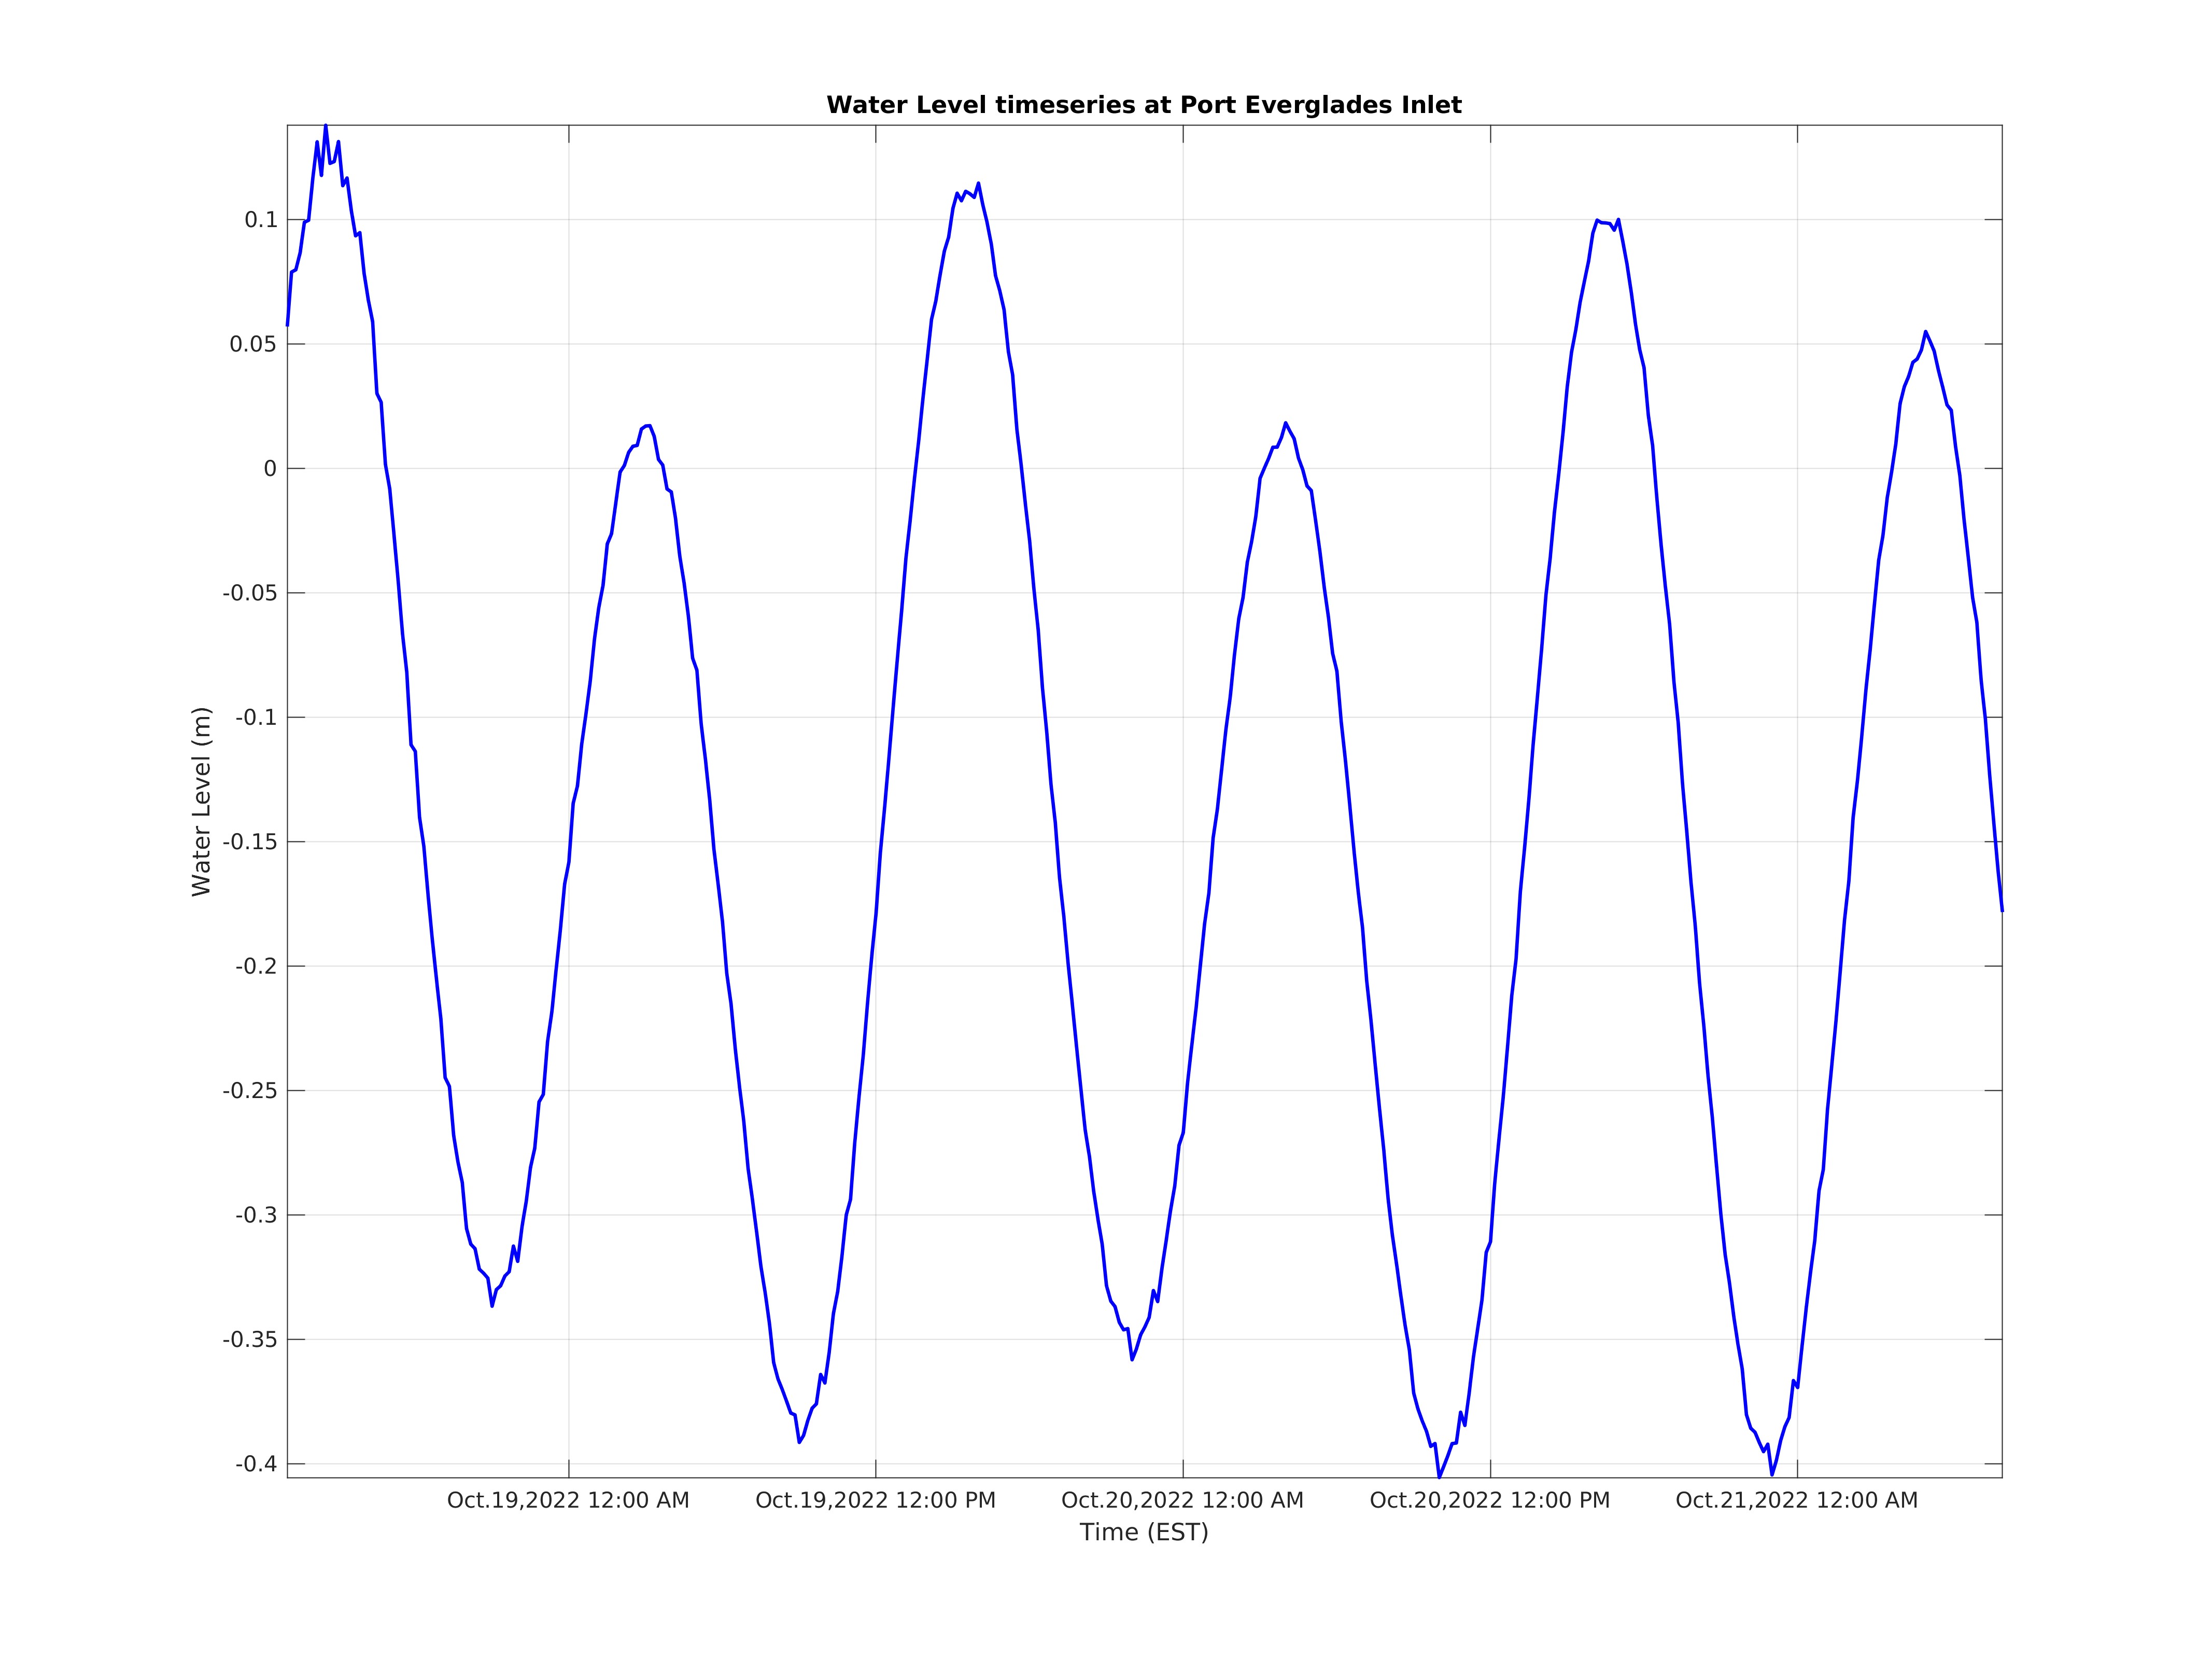 Water Level timeseries at Port Everglades Inlet
0.1
0.05
0
-0.05
-0.1
-0.15
-0.2
-0.25
-0.3
-0.35
-0.4
Water Level (m)
Oct.19,2022 12:00 AM
Oct.19,2022 12:00 PM
Oct.20,2022 12:00 AM
Oct.20,2022 12:00 PM
Oct.21,2022 12:00 AM
Time (EST)